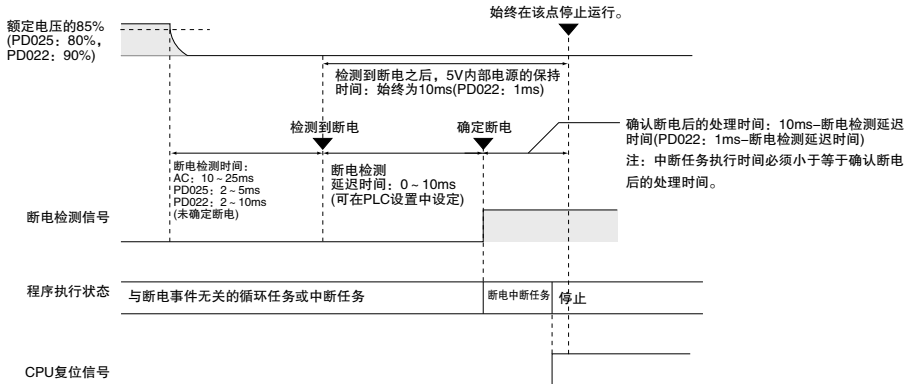 始终在该点停止运行。
额定电压的85%
(PD025：80%，
PD022：90%)
检测到断电之后，5V内部电源的保持
时间：始终为10ms(PD022：1ms)
检测到断电
确定断电
确认断电后的处理时间：10ms–断电检测延迟
时间(PD022：1ms–断电检测延迟时间)
注：中断任务执行时间必须小于等于确认断电
后的处理时间。
断电检测时间：
AC：10~25ms
PD025：2~5ms
PD022：2~10ms
(未确定断电)
断电检测
延迟时间：0~10ms
(可在PLC设置中设定)
断电检测信号
程序执行状态
与断电事件无关的循环任务或中断任务
断电中断任务
停止
CPU复位信号